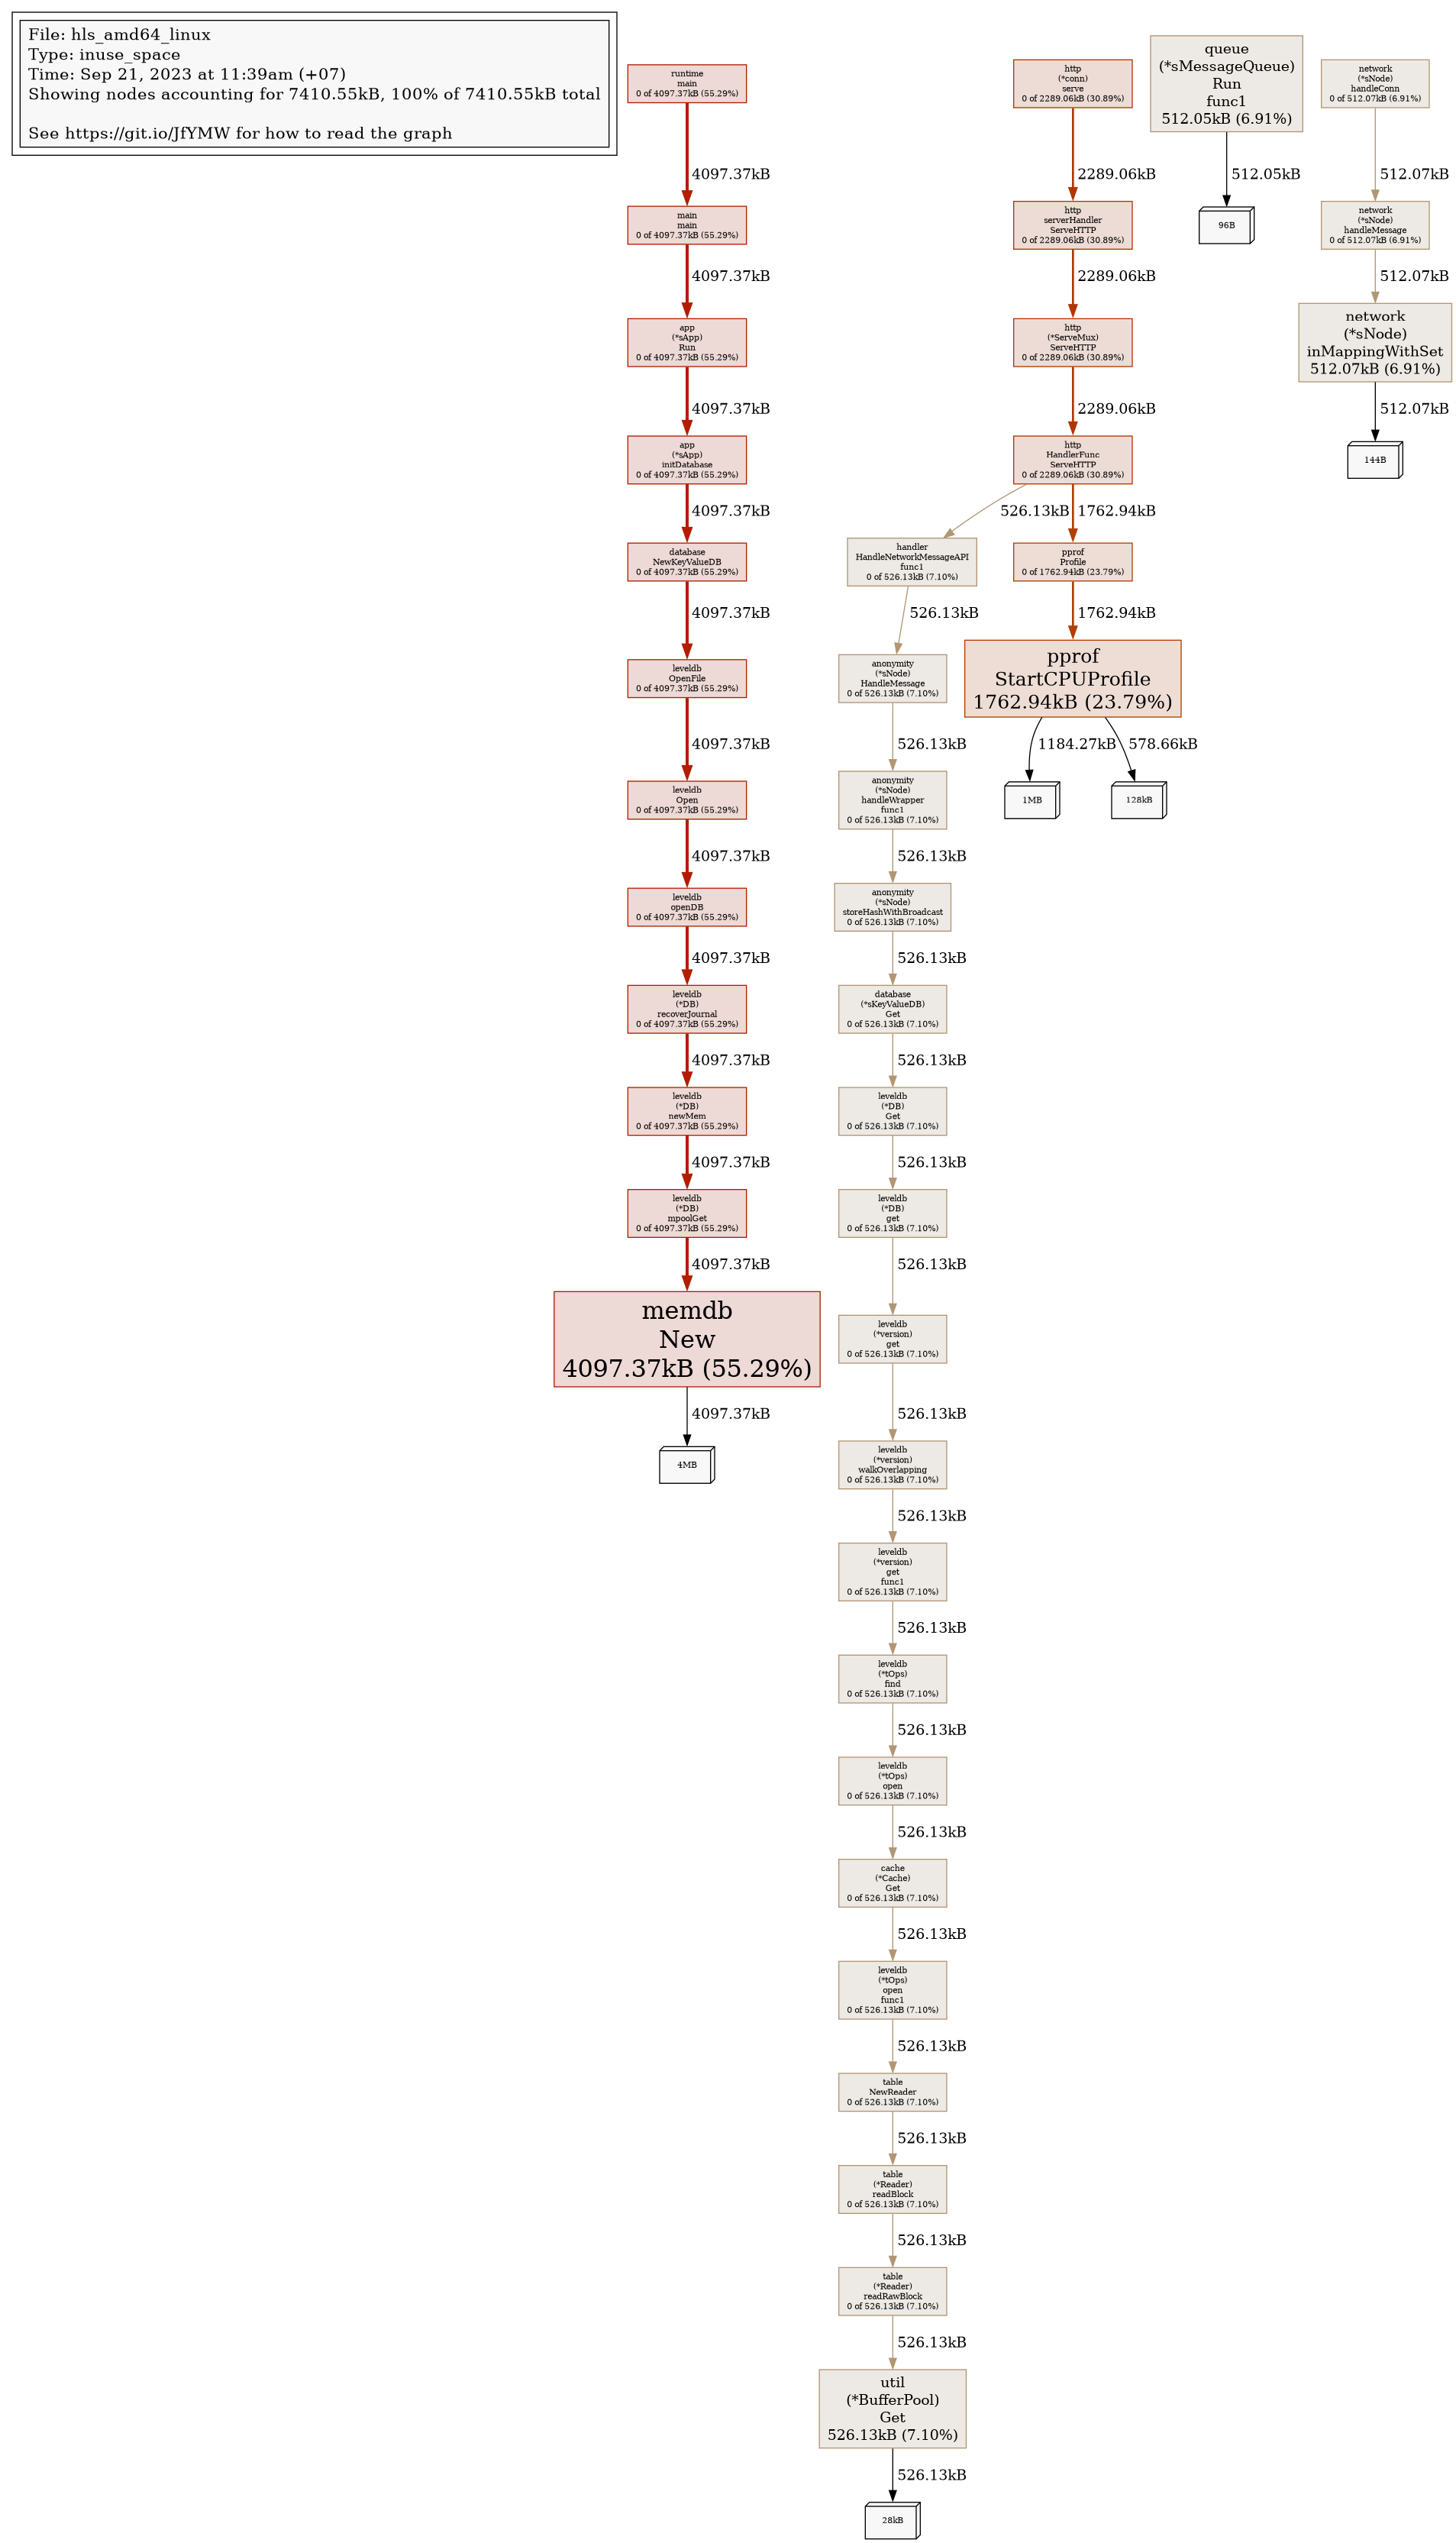 File: hls_amd64_linux
Type: inuse_space
Time: Sep 21, 2023 at 11:39am (+07)
Showing nodes accounting for 7410.55kB, 100% of 7410.55kB total
See https://git.io/JfYMW for how to read the graph
runtime
main
0 of 4097.37kB (55.29%)
4097.37kB
main
main
0 of 4097.37kB (55.29%)
4097.37kB
app
(*sApp)
Run
0 of 4097.37kB (55.29%)
4097.37kB
app
(*sApp)
initDatabase
0 of 4097.37kB (55.29%)
4097.37kB
database
NewKeyValueDB
0 of 4097.37kB (55.29%)
4097.37kB
leveldb
OpenFile
0 of 4097.37kB (55.29%)
4097.37kB
leveldb
Open
0 of 4097.37kB (55.29%)
4097.37kB
leveldb
openDB
0 of 4097.37kB (55.29%)
4097.37kB
leveldb
(*DB)
recoverJournal
0 of 4097.37kB (55.29%)
4097.37kB
leveldb
(*DB)
newMem
0 of 4097.37kB (55.29%)
4097.37kB
leveldb
(*DB)
mpoolGet
0 of 4097.37kB (55.29%)
4097.37kB
memdb
New
4097.37kB (55.29%)
4097.37kB
4MB
http
(*conn)
serve
0 of 2289.06kB (30.89%)
2289.06kB
http
serverHandler
ServeHTTP
0 of 2289.06kB (30.89%)
2289.06kB
http
(*ServeMux)
ServeHTTP
0 of 2289.06kB (30.89%)
2289.06kB
http
HandlerFunc
ServeHTTP
0 of 2289.06kB (30.89%)
526.13kB
1762.94kB
handler
HandleNetworkMessageAPI
func1
0 of 526.13kB (7.10%)
526.13kB
anonymity
(*sNode)
HandleMessage
0 of 526.13kB (7.10%)
526.13kB
anonymity
(*sNode)
handleWrapper
func1
0 of 526.13kB (7.10%)
526.13kB
anonymity
(*sNode)
storeHashWithBroadcast
0 of 526.13kB (7.10%)
526.13kB
database
(*sKeyValueDB)
Get
0 of 526.13kB (7.10%)
526.13kB
leveldb
(*DB)
Get
0 of 526.13kB (7.10%)
526.13kB
leveldb
(*DB)
get
0 of 526.13kB (7.10%)
526.13kB
leveldb
(*version)
get
0 of 526.13kB (7.10%)
526.13kB
leveldb
(*version)
walkOverlapping
0 of 526.13kB (7.10%)
526.13kB
leveldb
(*version)
get
func1
0 of 526.13kB (7.10%)
526.13kB
leveldb
(*tOps)
find
0 of 526.13kB (7.10%)
526.13kB
leveldb
(*tOps)
open
0 of 526.13kB (7.10%)
526.13kB
cache
(*Cache)
Get
0 of 526.13kB (7.10%)
526.13kB
leveldb
(*tOps)
open
func1
0 of 526.13kB (7.10%)
526.13kB
table
NewReader
0 of 526.13kB (7.10%)
526.13kB
table
(*Reader)
readBlock
0 of 526.13kB (7.10%)
526.13kB
table
(*Reader)
readRawBlock
0 of 526.13kB (7.10%)
526.13kB
util
(*BufferPool)
Get
526.13kB (7.10%)
526.13kB
28kB
pprof
Profile
0 of 1762.94kB (23.79%)
1762.94kB
pprof
StartCPUProfile
1762.94kB (23.79%)
1184.27kB
578.66kB
1MB
128kB
queue
(*sMessageQueue)
Run
func1
512.05kB (6.91%)
512.05kB
96B
network
(*sNode)
handleConn
0 of 512.07kB (6.91%)
512.07kB
network
(*sNode)
handleMessage
0 of 512.07kB (6.91%)
512.07kB
network
(*sNode)
inMappingWithSet
512.07kB (6.91%)
512.07kB
144B